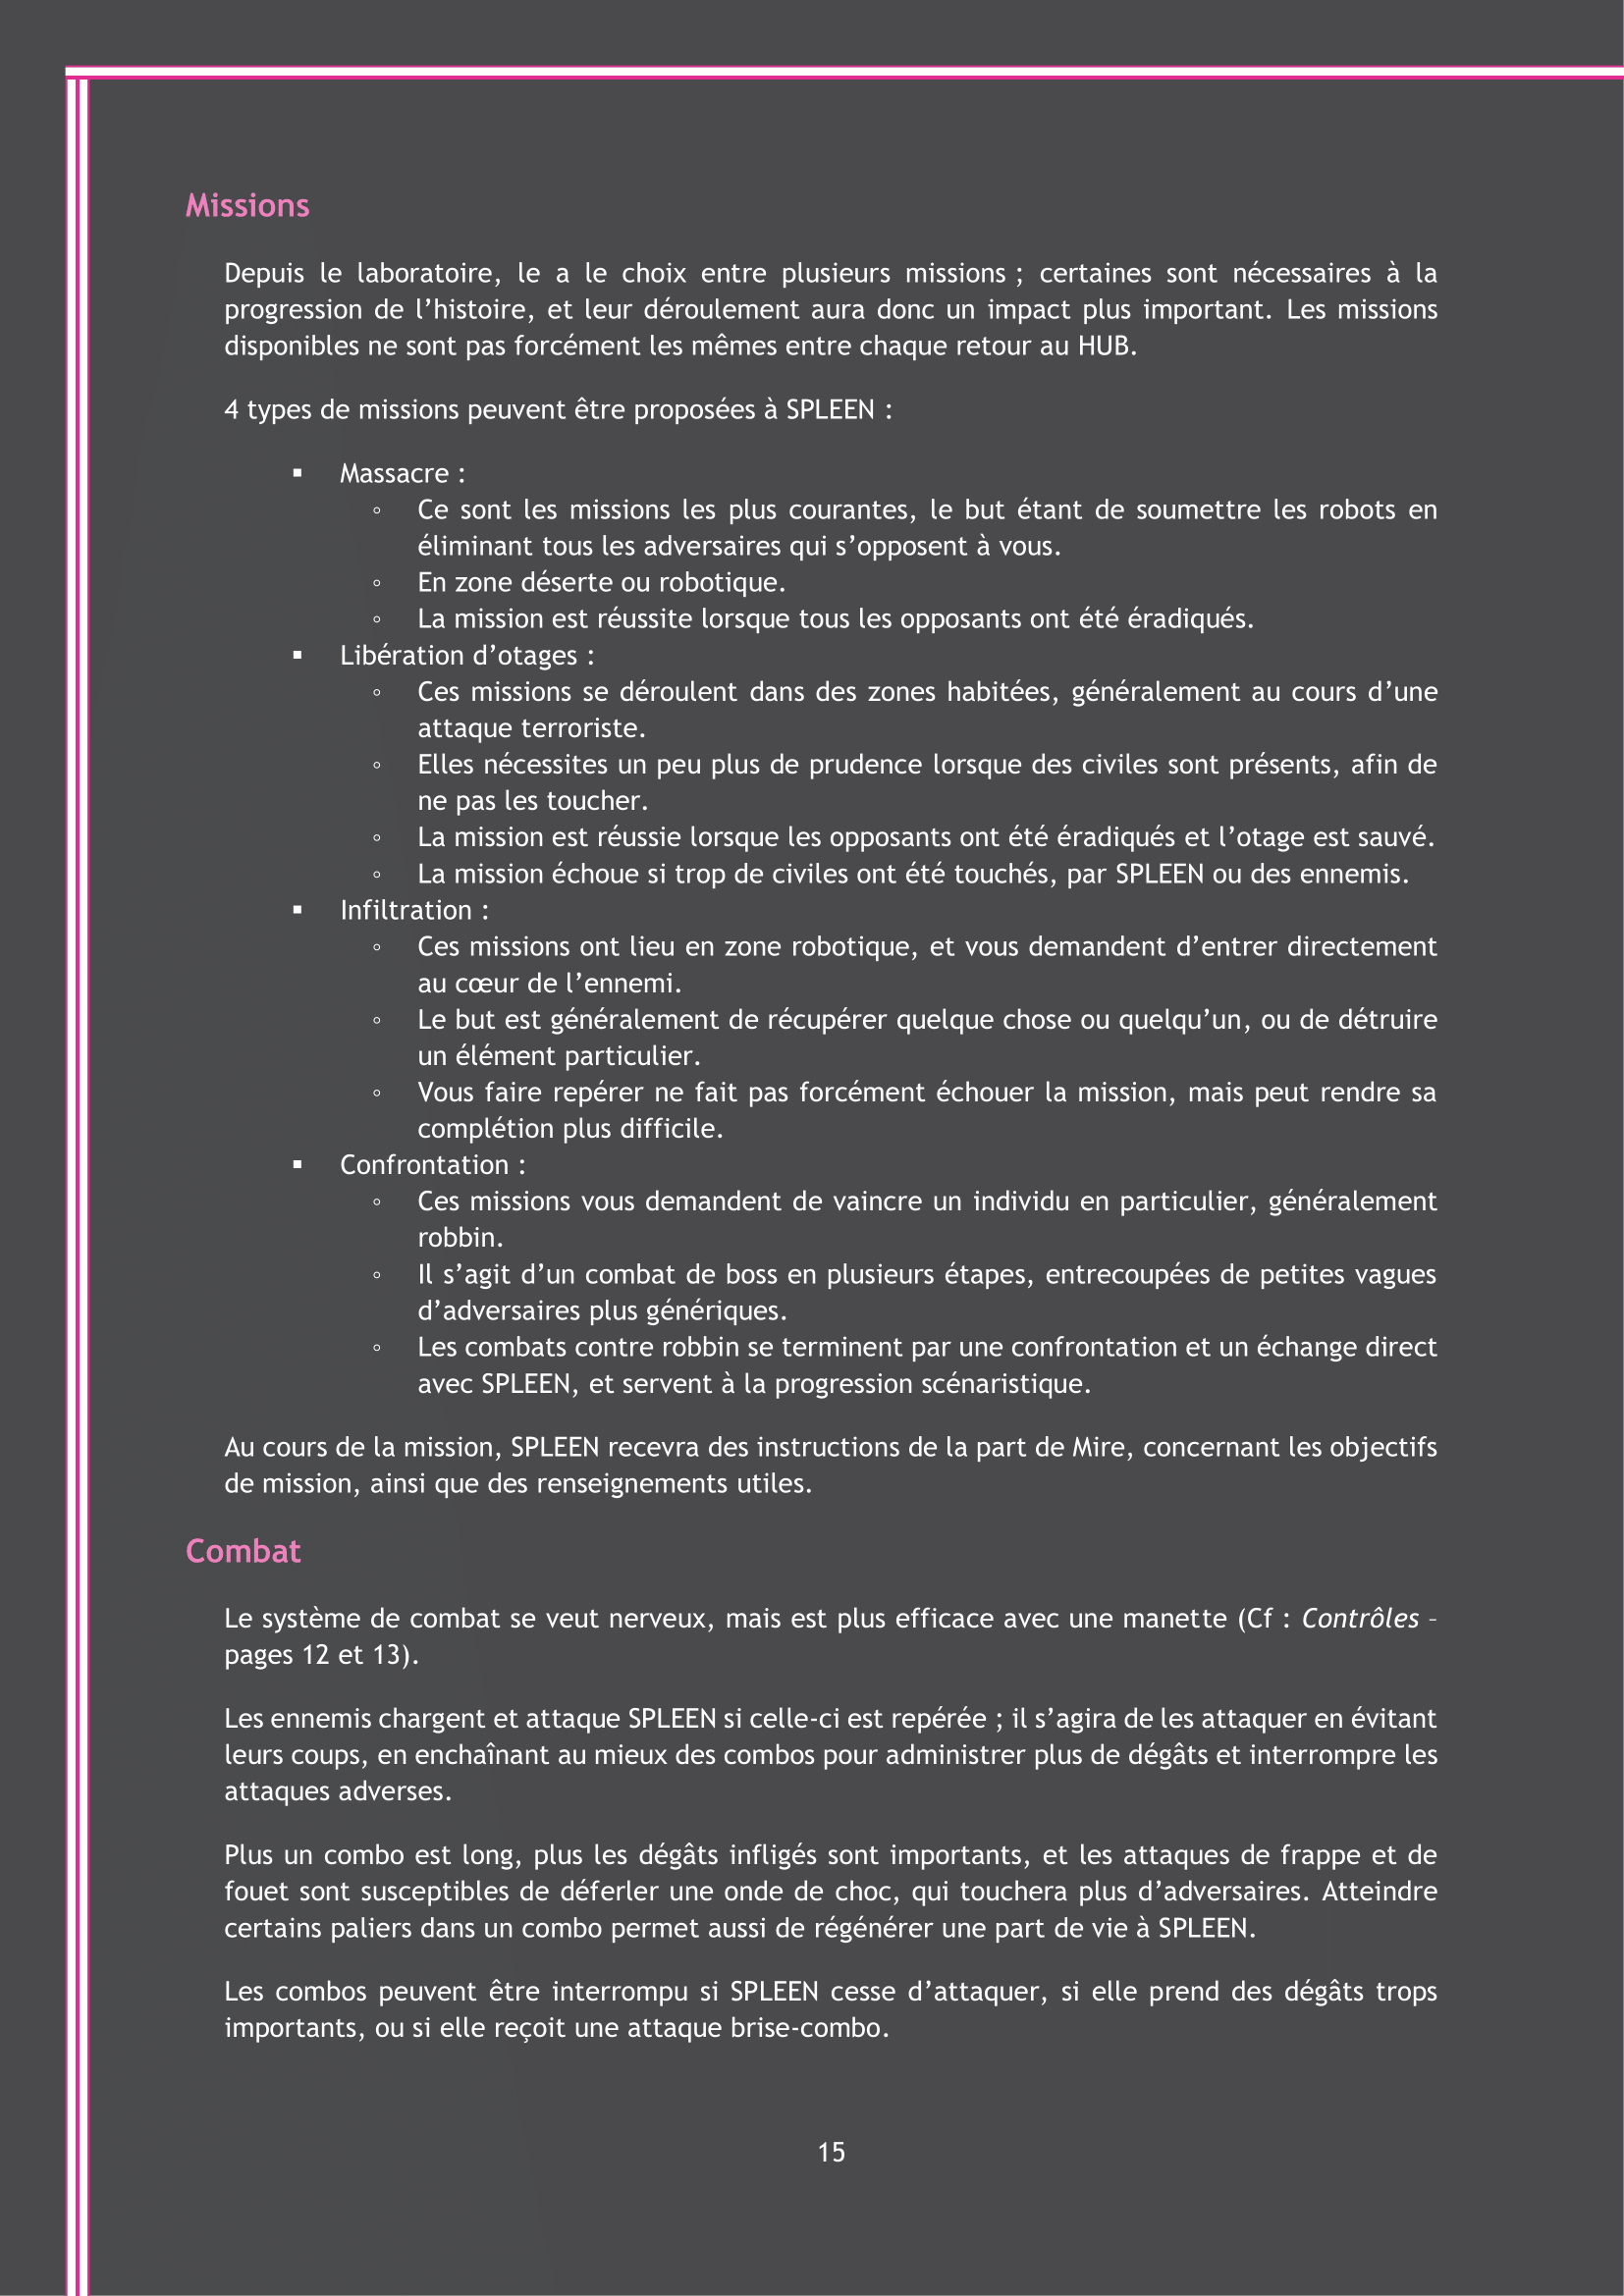 Missions
Depuis le laboratoire, le a le choix entre plusieurs missions ; certaines sont nécessaires à la
progression de l’histoire, et leur déroulement aura donc un impact plus important. Les missions
disponibles ne sont pas forcément les mêmes entre chaque retour au HUB.
4 types de missions peuvent être proposées à SPLEEN :
▪ Massacre :
◦ Ce sont les missions les plus courantes, le but étant de soumettre les robots en
éliminant tous les adversaires qui s’opposent à vous.
◦ En zone déserte ou robotique.
◦ La mission est réussite lorsque tous les opposants ont été éradiqués.
▪ Libération d’otages :
◦ Ces missions se déroulent dans des zones habitées, généralement au cours d’une
attaque terroriste.
◦ Elles nécessites un peu plus de prudence lorsque des civiles sont présents, afin de
ne pas les toucher.
◦ La mission est réussie lorsque les opposants ont été éradiqués et l’otage est sauvé.
◦ La mission échoue si trop de civiles ont été touchés, par SPLEEN ou des ennemis.
▪ Infiltration :
◦ Ces missions ont lieu en zone robotique, et vous demandent d’entrer directement
au cœur de l’ennemi.
◦ Le but est généralement de récupérer quelque chose ou quelqu’un, ou de détruire
un élément particulier.
◦ Vous faire repérer ne fait pas forcément échouer la mission, mais peut rendre sa
complétion plus difficile.
▪ Confrontation :
◦ Ces missions vous demandent de vaincre un individu en particulier, généralement
robbin.
◦ Il s’agit d’un combat de boss en plusieurs étapes, entrecoupées de petites vagues
d’adversaires plus génériques.
◦ Les combats contre robbin se terminent par une confrontation et un échange direct
avec SPLEEN, et servent à la progression scénaristique.
Au cours de la mission, SPLEEN recevra des instructions de la part de Mire, concernant les objectifs
de mission, ainsi que des renseignements utiles.
Combat
Le système de combat se veut nerveux, mais est plus efficace avec une manette (Cf : Contrôles –
pages 12 et 13).
Les ennemis chargent et attaque SPLEEN si celle-ci est repérée ; il s’agira de les attaquer en évitant
leurs coups, en enchaînant au mieux des combos pour administrer plus de dégâts et interrompre les
attaques adverses.
Plus un combo est long, plus les dégâts infligés sont importants, et les attaques de frappe et de
fouet sont susceptibles de déferler une onde de choc, qui touchera plus d’adversaires. Atteindre
certains paliers dans un combo permet aussi de régénérer une part de vie à SPLEEN.
Les combos peuvent être interrompu si SPLEEN cesse d’attaquer, si elle prend des dégâts trops
importants, ou si elle reçoit une attaque brise-combo.
15